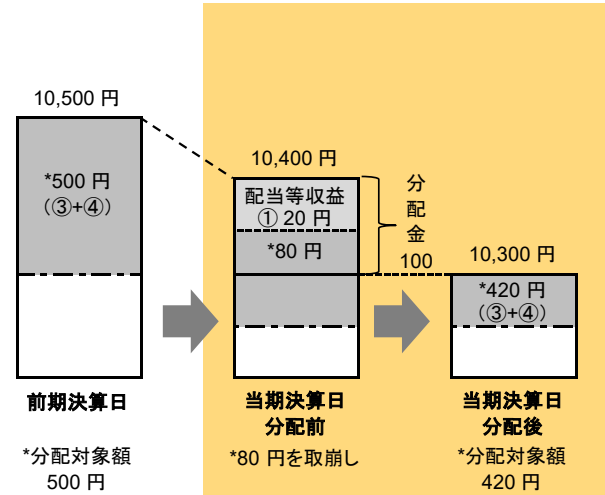 10,500 円
*500 円
（③+④）
前期決算日
*分配対象額
500 円
10,400 円
配当等収益
① 20 円
*80 円
分
配
金
100
当期決算日
分配前
*80 円を取崩し
10,300 円
*420 円
（③+④）
当期決算日
分配後
*分配対象額
420 円